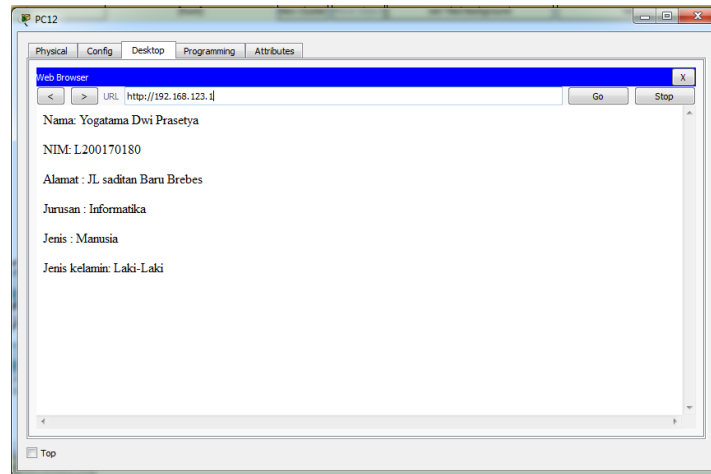 PC12
Physical Config Desktop Programming Attributes
Web Browser X
< > URL http://192.168.123.1 Go Stop
Nama: Yogatama Dwi Prasetya
NIM: L200170180
Alamat : JL saditan Baru Brebes
Jurusan : Informatika
Jenis : Manusia
Jenis kelamin: Laki-Laki
Top